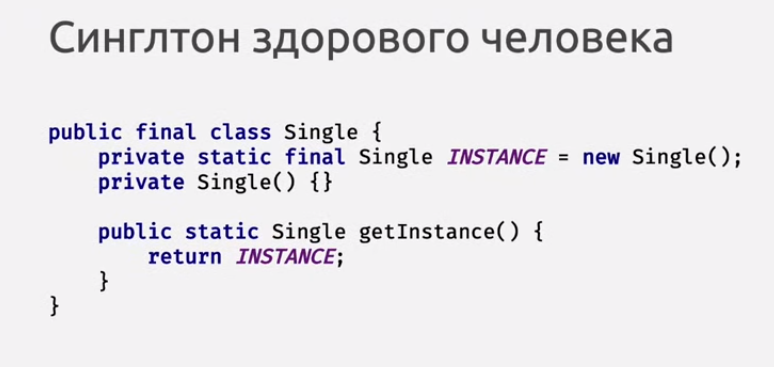 Синглтон здорового человека
public final class Single {
    private static final Single INSTANCE = new Single();
    private Single() {}
    public static Single getInstance() {
        return INSTANCE;
    }
}